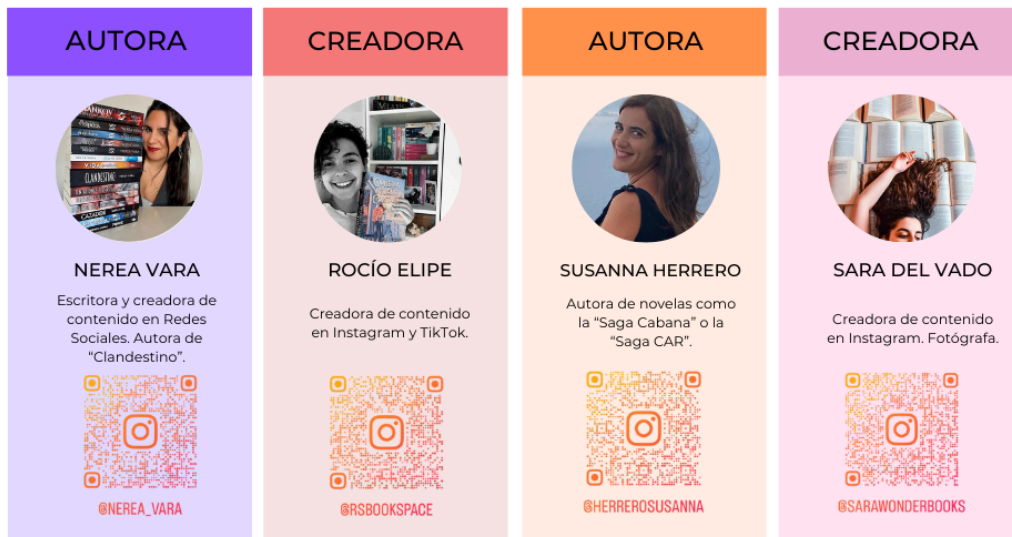 AUTORA
NEREA VARA
Escritora y creadora de
contenido en Redes
Sociales. Autora de
“Clandestino”.
@NEREA_VARA
CREADORA
ROCÍO ELIPE
Creadora de contenido
en Instagram y TikTok.
@RSBOOKSPACE
AUTORA
SUSANNA HERRERO
Autora de novelas como
la “Saga Cabana” o la
“Saga CAR”.
@HERREROSUSANNA
CREADORA
SARA DEL VADO
Creadora de contenido
en Instagram. Fotógrafa.
@SARAWONDERBOOKS
CLANDESTINO